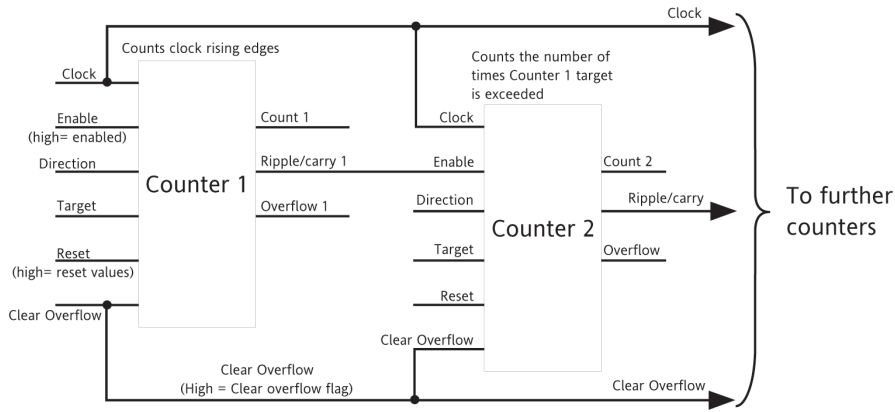 Clock
Counts clock rising edges
Counts the number of
times Counter 1 target
is exceeded
Clock
Enable
(high= enabled)
Direction
Target
Reset
(high= reset values)
Clear Overflow
Counter 1
Count 1
Ripple/carry 1
Overflow 1
Clock
Enable
Direction
Target
Reset
Clear Overflow
Counter 2
Count 2
Ripple/carry
Overflow
To further
counters
Clear Overflow
(High = Clear overflow flag)
Clear Overflow